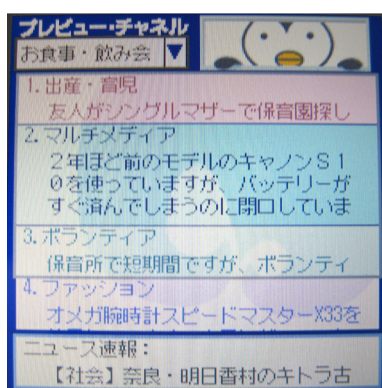 プレビュー・チャネル
お食事・飲み会
1.出産・育児
友人がシングルマザーで保育園探し
2.マルチメディア
2年ほど前のモデルのキャノンS1
0を使っていますが、バッテリーが
すぐ済んでしまうのに閉口していま
3.ボランティア
保育所で短期間ですが、ボランティ
4.ファッション
オメガ腕時計スピードマスターX33を
ニュース速報:
【社会】奈良・明日香村のキトラ古